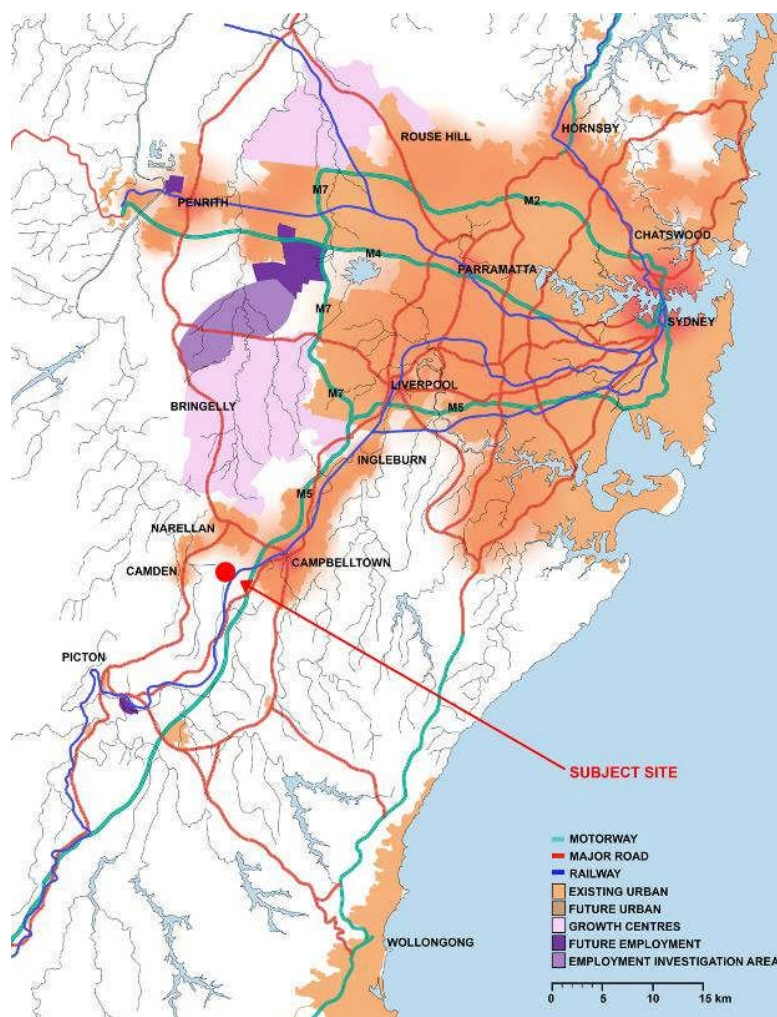 ROUSE HILL
HORNSBY
M7
PENRITH
M2
CHATSWOOD
M4
PARRAMATTA
M7
SYDNEY
M7
LIVERPOOL
BRINGELLY
M5
INGLEBURN
M5
NARELLAN
CAMDEN
CAMPBELLTOWN
PICTON
SUBJECT SITE
MOTORWAY
MAJOR ROAD
RAILWAY
EXISTING URBAN
FUTURE URBAN
GROWTH CENTRES
FUTURE EMPLOYMENT
WOLLONGONG
EMPLOYMENT INVESTIGATION AREA
0 5 10 15 km